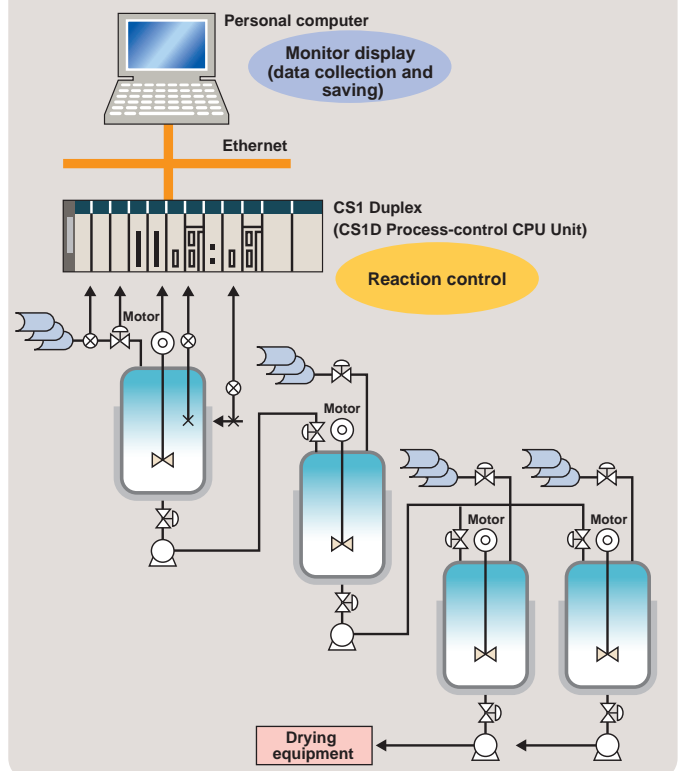 Personal computer
Monitor display
(data collection and
saving)
Ethernet
CS1 Duplex
(CS1D Process-control CPU Unit)
Reaction control
Motor
Motor
Motor
Motor
Drying
equipment